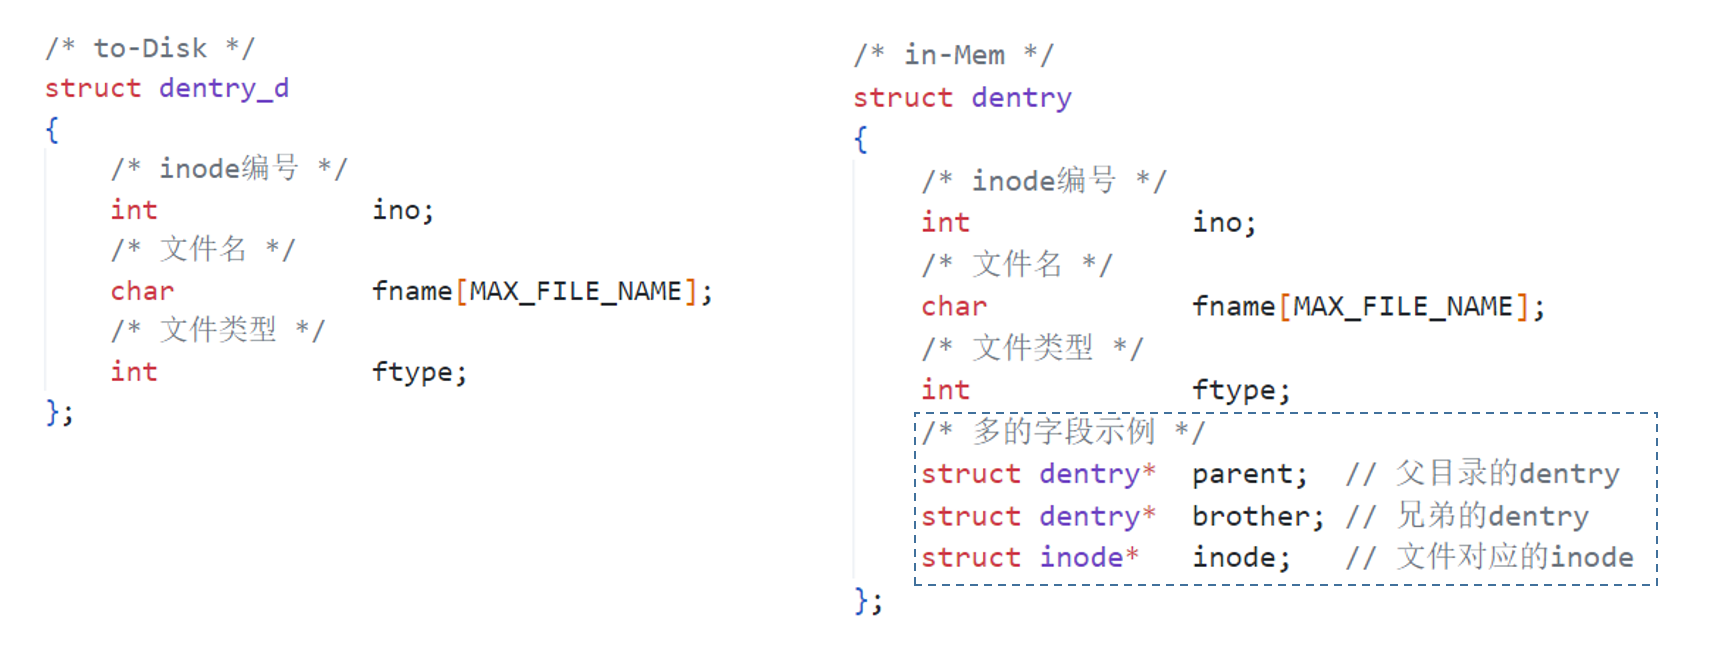 /* to-Disk */
struct dentry_d
{
    /* inode编号 */
    int             ino;
    /* 文件名 */
    char            fname[MAX_FILE_NAME];
    /* 文件类型 */
    int             ftype;
};
/* in-Mem */
struct dentry
{
    /* inode编号 */
    int             ino;
    /* 文件名 */
    char            fname[MAX_FILE_NAME];
    /* 文件类型 */
    int             ftype;
    /* 多的字段示例 */
    struct dentry*  parent;  // 父目录的dentry
    struct dentry*  brother; // 兄弟的dentry
    struct inode*   inode;   // 文件对应的inode
};